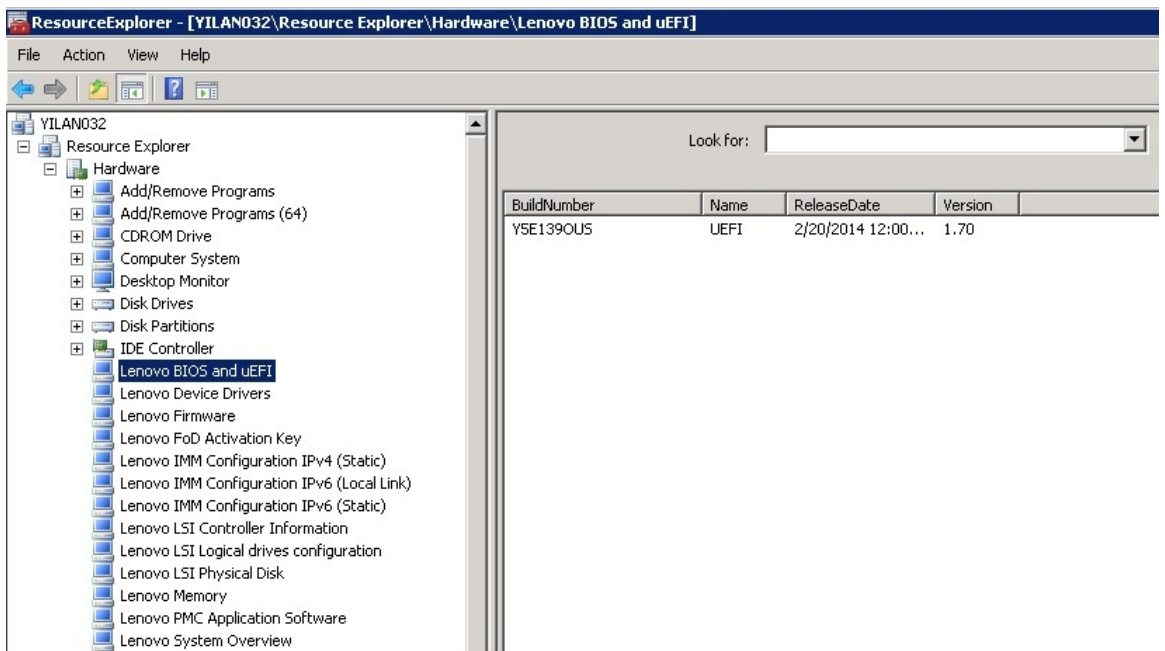 ResourceExplorer - [YILAN032\Resource Explorer\Hardware\Lenovo BIOS and uEFI]
File Action View Help
YILAN032
Resource Explorer
Hardware
Add/Remove Programs
Add/Remove Programs (64)
CDROM Drive
Computer System
Desktop Monitor
Disk Drives
Disk Partitions
IDE Controller
Lenovo BIOS and uEFI
Lenovo Device Drivers
Lenovo Firmware
Lenovo FoD Activation Key
Lenovo IMM Configuration IPv4 (Static)
Lenovo IMM Configuration IPv6 (Local Link)
Lenovo IMM Configuration IPv6 (Static)
Lenovo LSI Controller Information
Lenovo LSI Logical drives configuration
Lenovo LSI Physical Disk
Lenovo Memory
Lenovo PMC Application Software
Lenovo System Overview
Look for:
BuildNumber Name ReleaseDate Version
Y5E139OUS UEFI 2/20/2014 12:00... 1.70